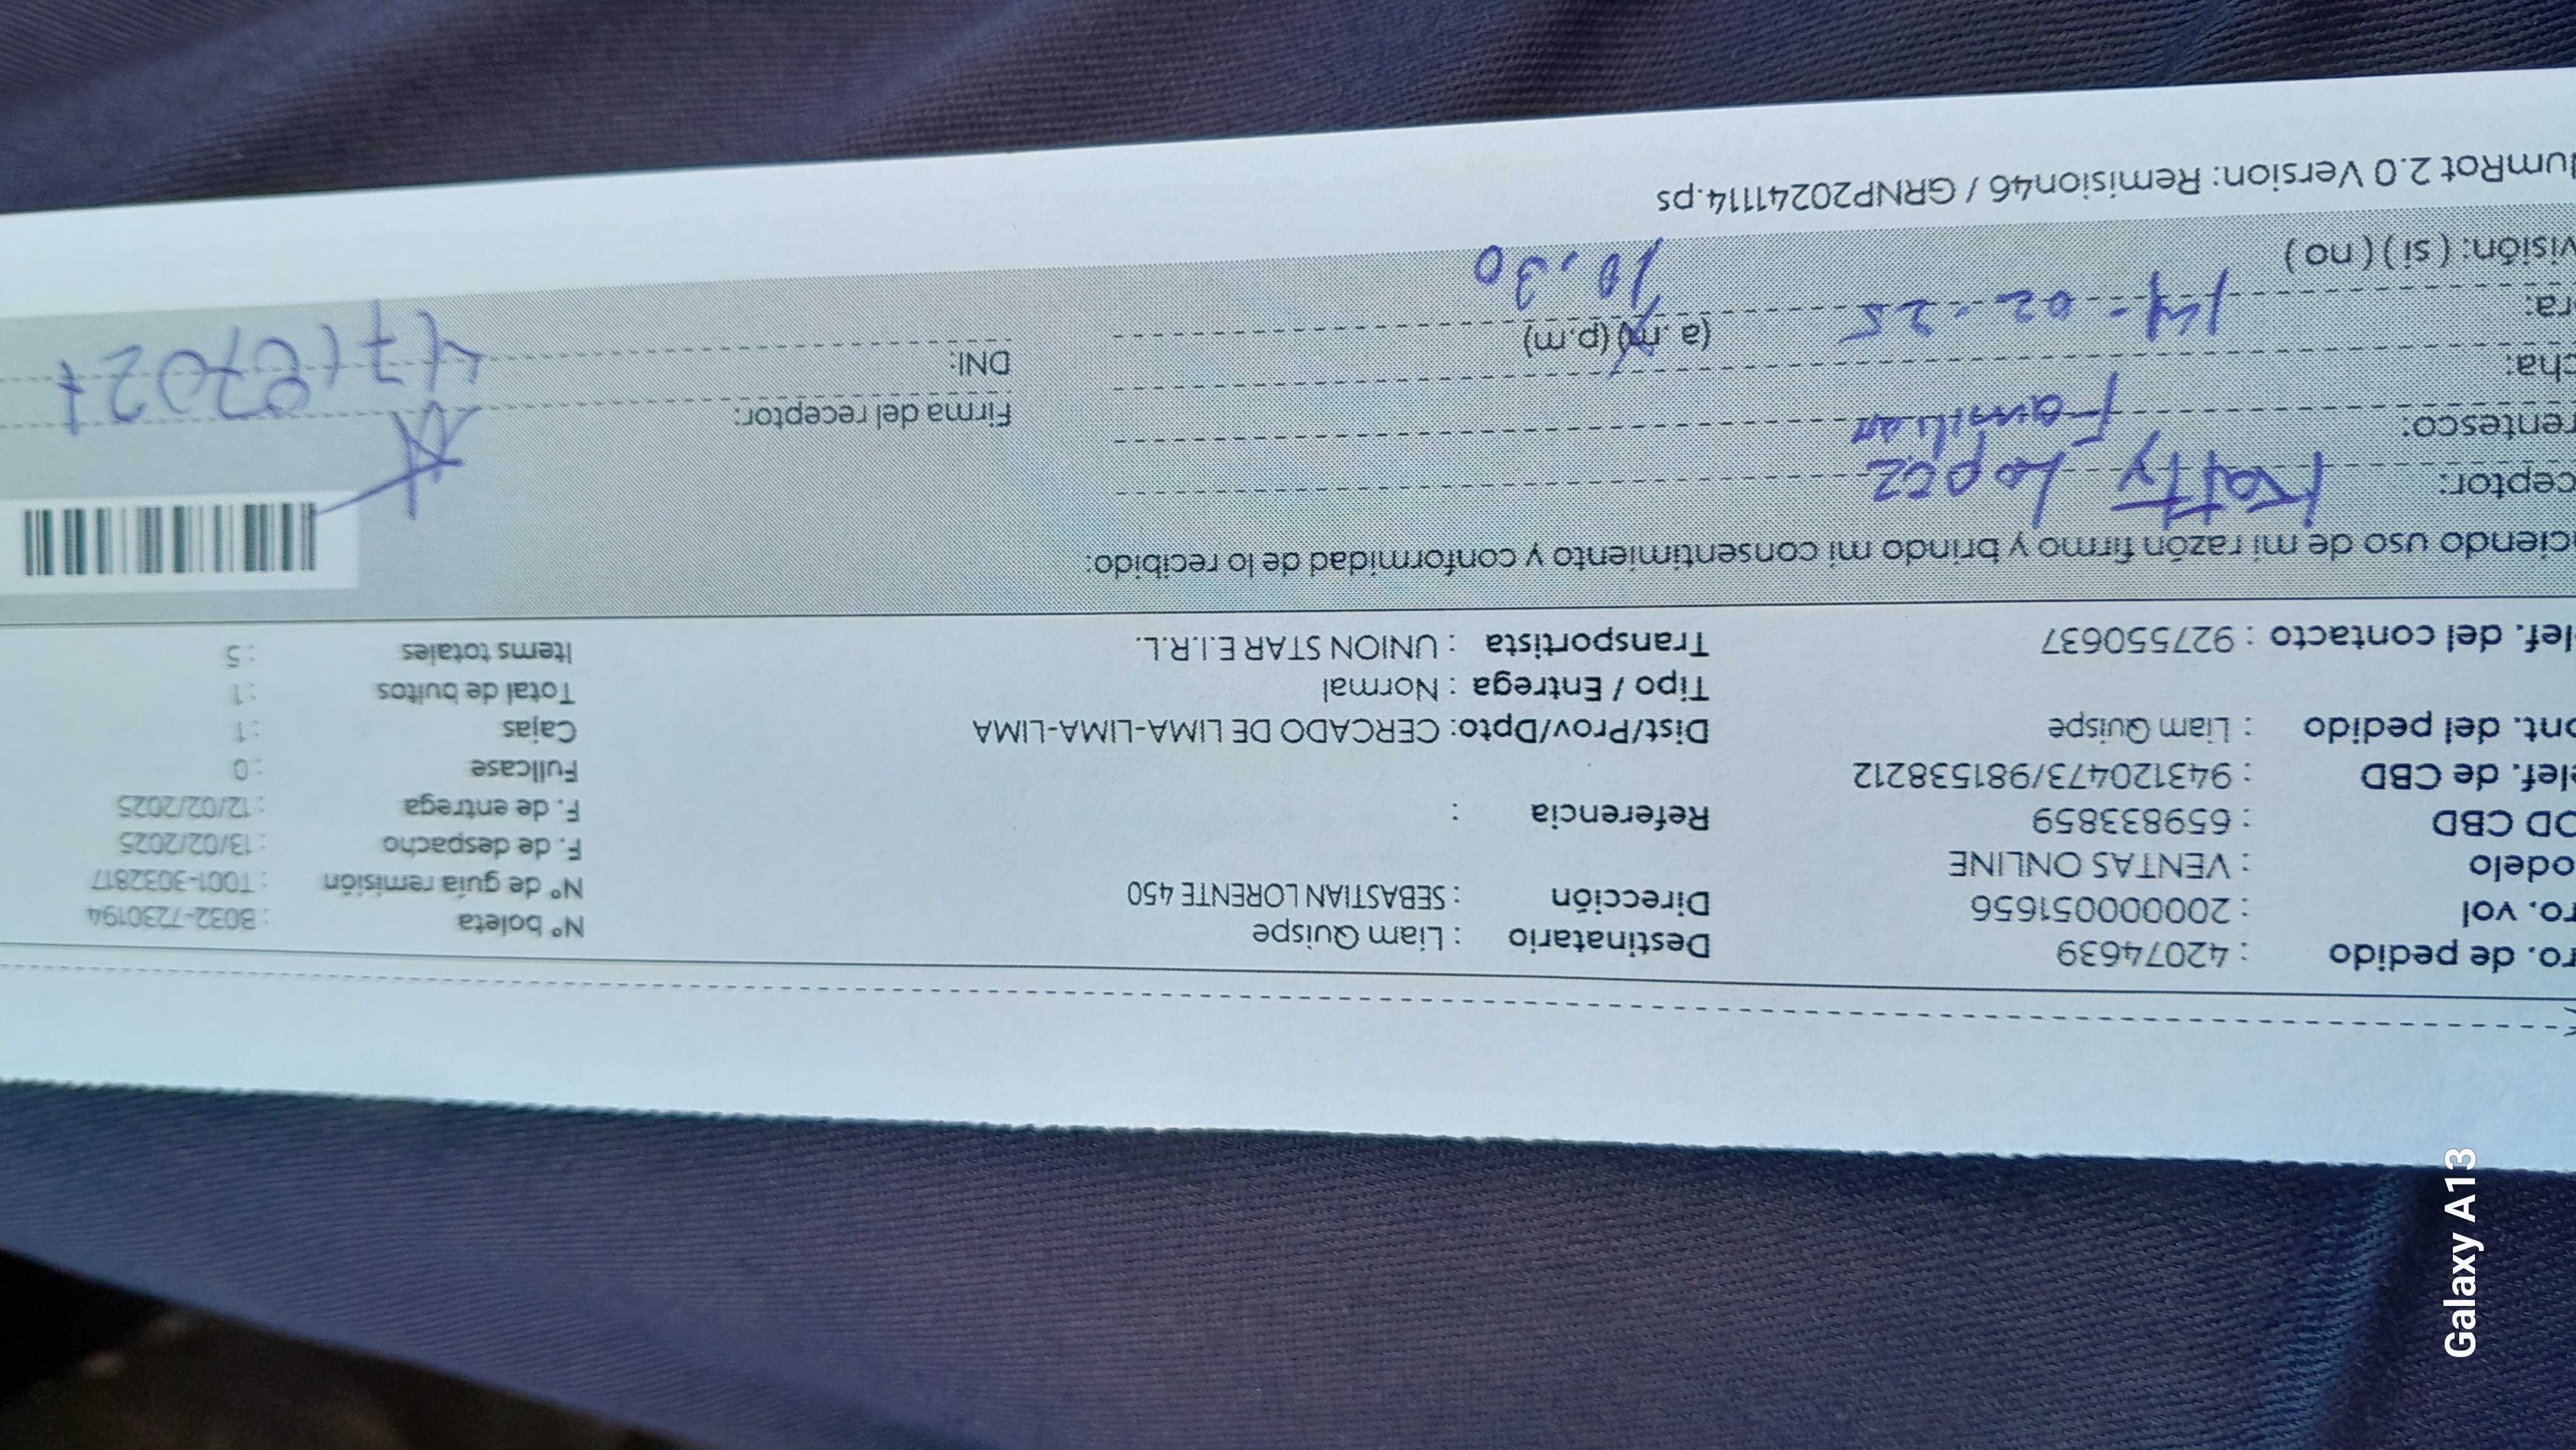 ro. de pedido : 42074639 Destinatario : Liam Quispe N° boleta : B032-7230194
ro. vol : 20000051656 Dirección : SEBASTIAN LORENTE 450 N° de guía remisión : T001-3032817
odelo : VENTAS ONLINE F. de despacho : 13/02/2025
OD CBD : 659833859 Referencia : F. de entrega : 12/02/2025
elef. de CBD : 943120473/981538212 Fullcase : 0
ont. del pedido : Liam Quispe Dist/Prov/Dpto: CERCADO DE LIMA-LIMA-LIMA Cajas : 1
Tipo / Entrega : Normal Total de bultos : 1
lef. del contacto : 927550637 Transportista : UNION STAR E.I.R.L. Items totales : 5
ciendo uso de mi razón firmo y brindo mi consentimiento y conformidad de lo recibido:
ceptor: Katty Lopez
rentesco: Familiar Firma del receptor:
cha: 14-02-25 DNI:
ra: (a.m) (p.m) 10.30
visión: ( si ) ( no )
umRot 2.0 Version: Remision46 / GRNP20241114.ps
Galaxy A13